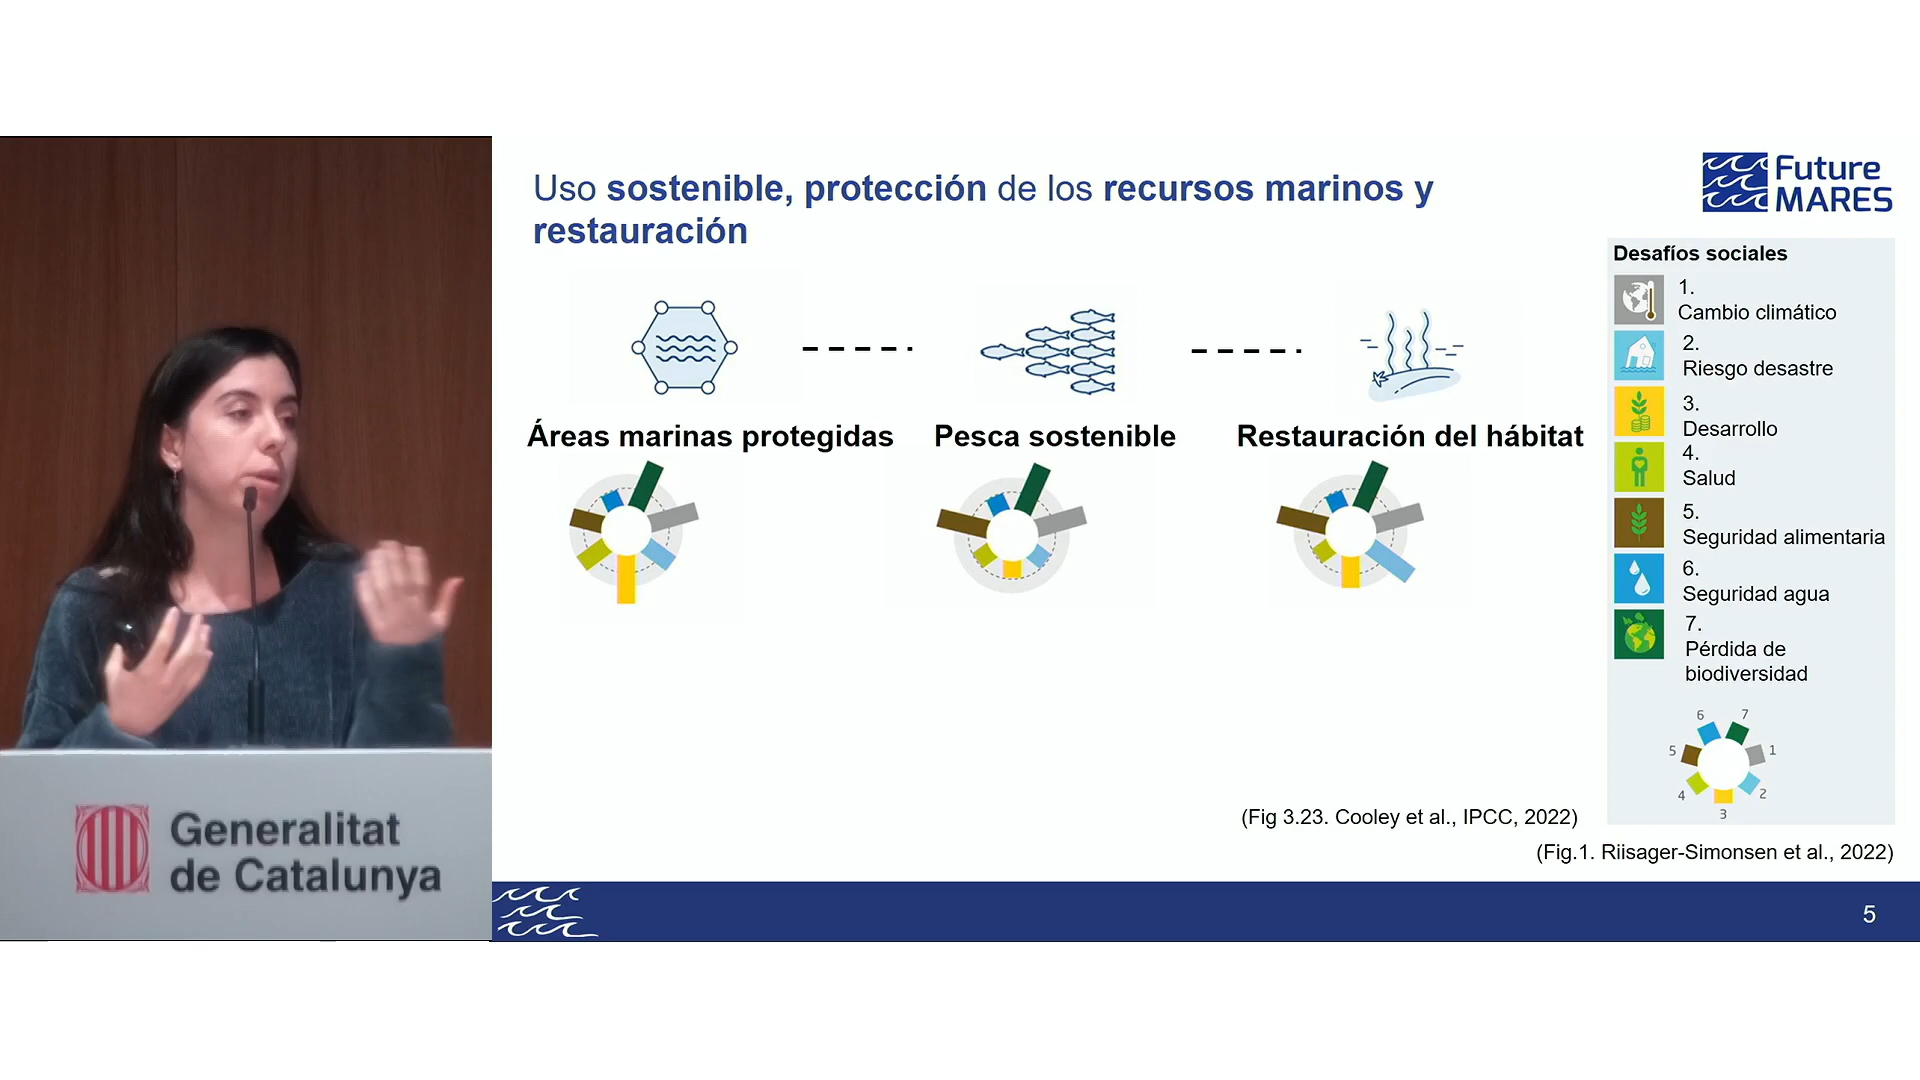 Uso sostenible, protección de los recursos marinos y
restauración
Future
MARES
Áreas marinas protegidas
Pesca sostenible
Restauración del hábitat
Desafíos sociales
1.
Cambio climático
2.
Riesgo desastre
3.
Desarrollo
4.
Salud
5.
Seguridad alimentaria
6.
Seguridad agua
7.
Pérdida de
biodiversidad
6
7
5
1
4
2
3
(Fig 3.23. Cooley et al., IPCC, 2022)
(Fig.1. Riisager-Simonsen et al., 2022)
5
Generalitat
de Catalunya